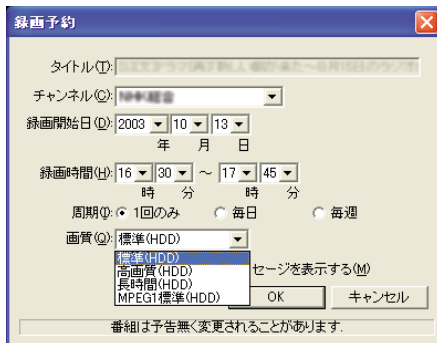 録画予約
タイトル(T):
チャンネル(C):
録画開始日(D): 2003 10 13
年 月 日
録画時間(H): 16 30 ～ 17 45
時 分 時 分
周期(I): 1回のみ 毎日 毎週
画質(Q): 標準(HDD)
標準(HDD)
高画質(HDD)
セージを表示する(M)
長時間(HDD)
MPEG1標準(HDD)
OK キャンセル
番組は予告無く変更されることがあります.